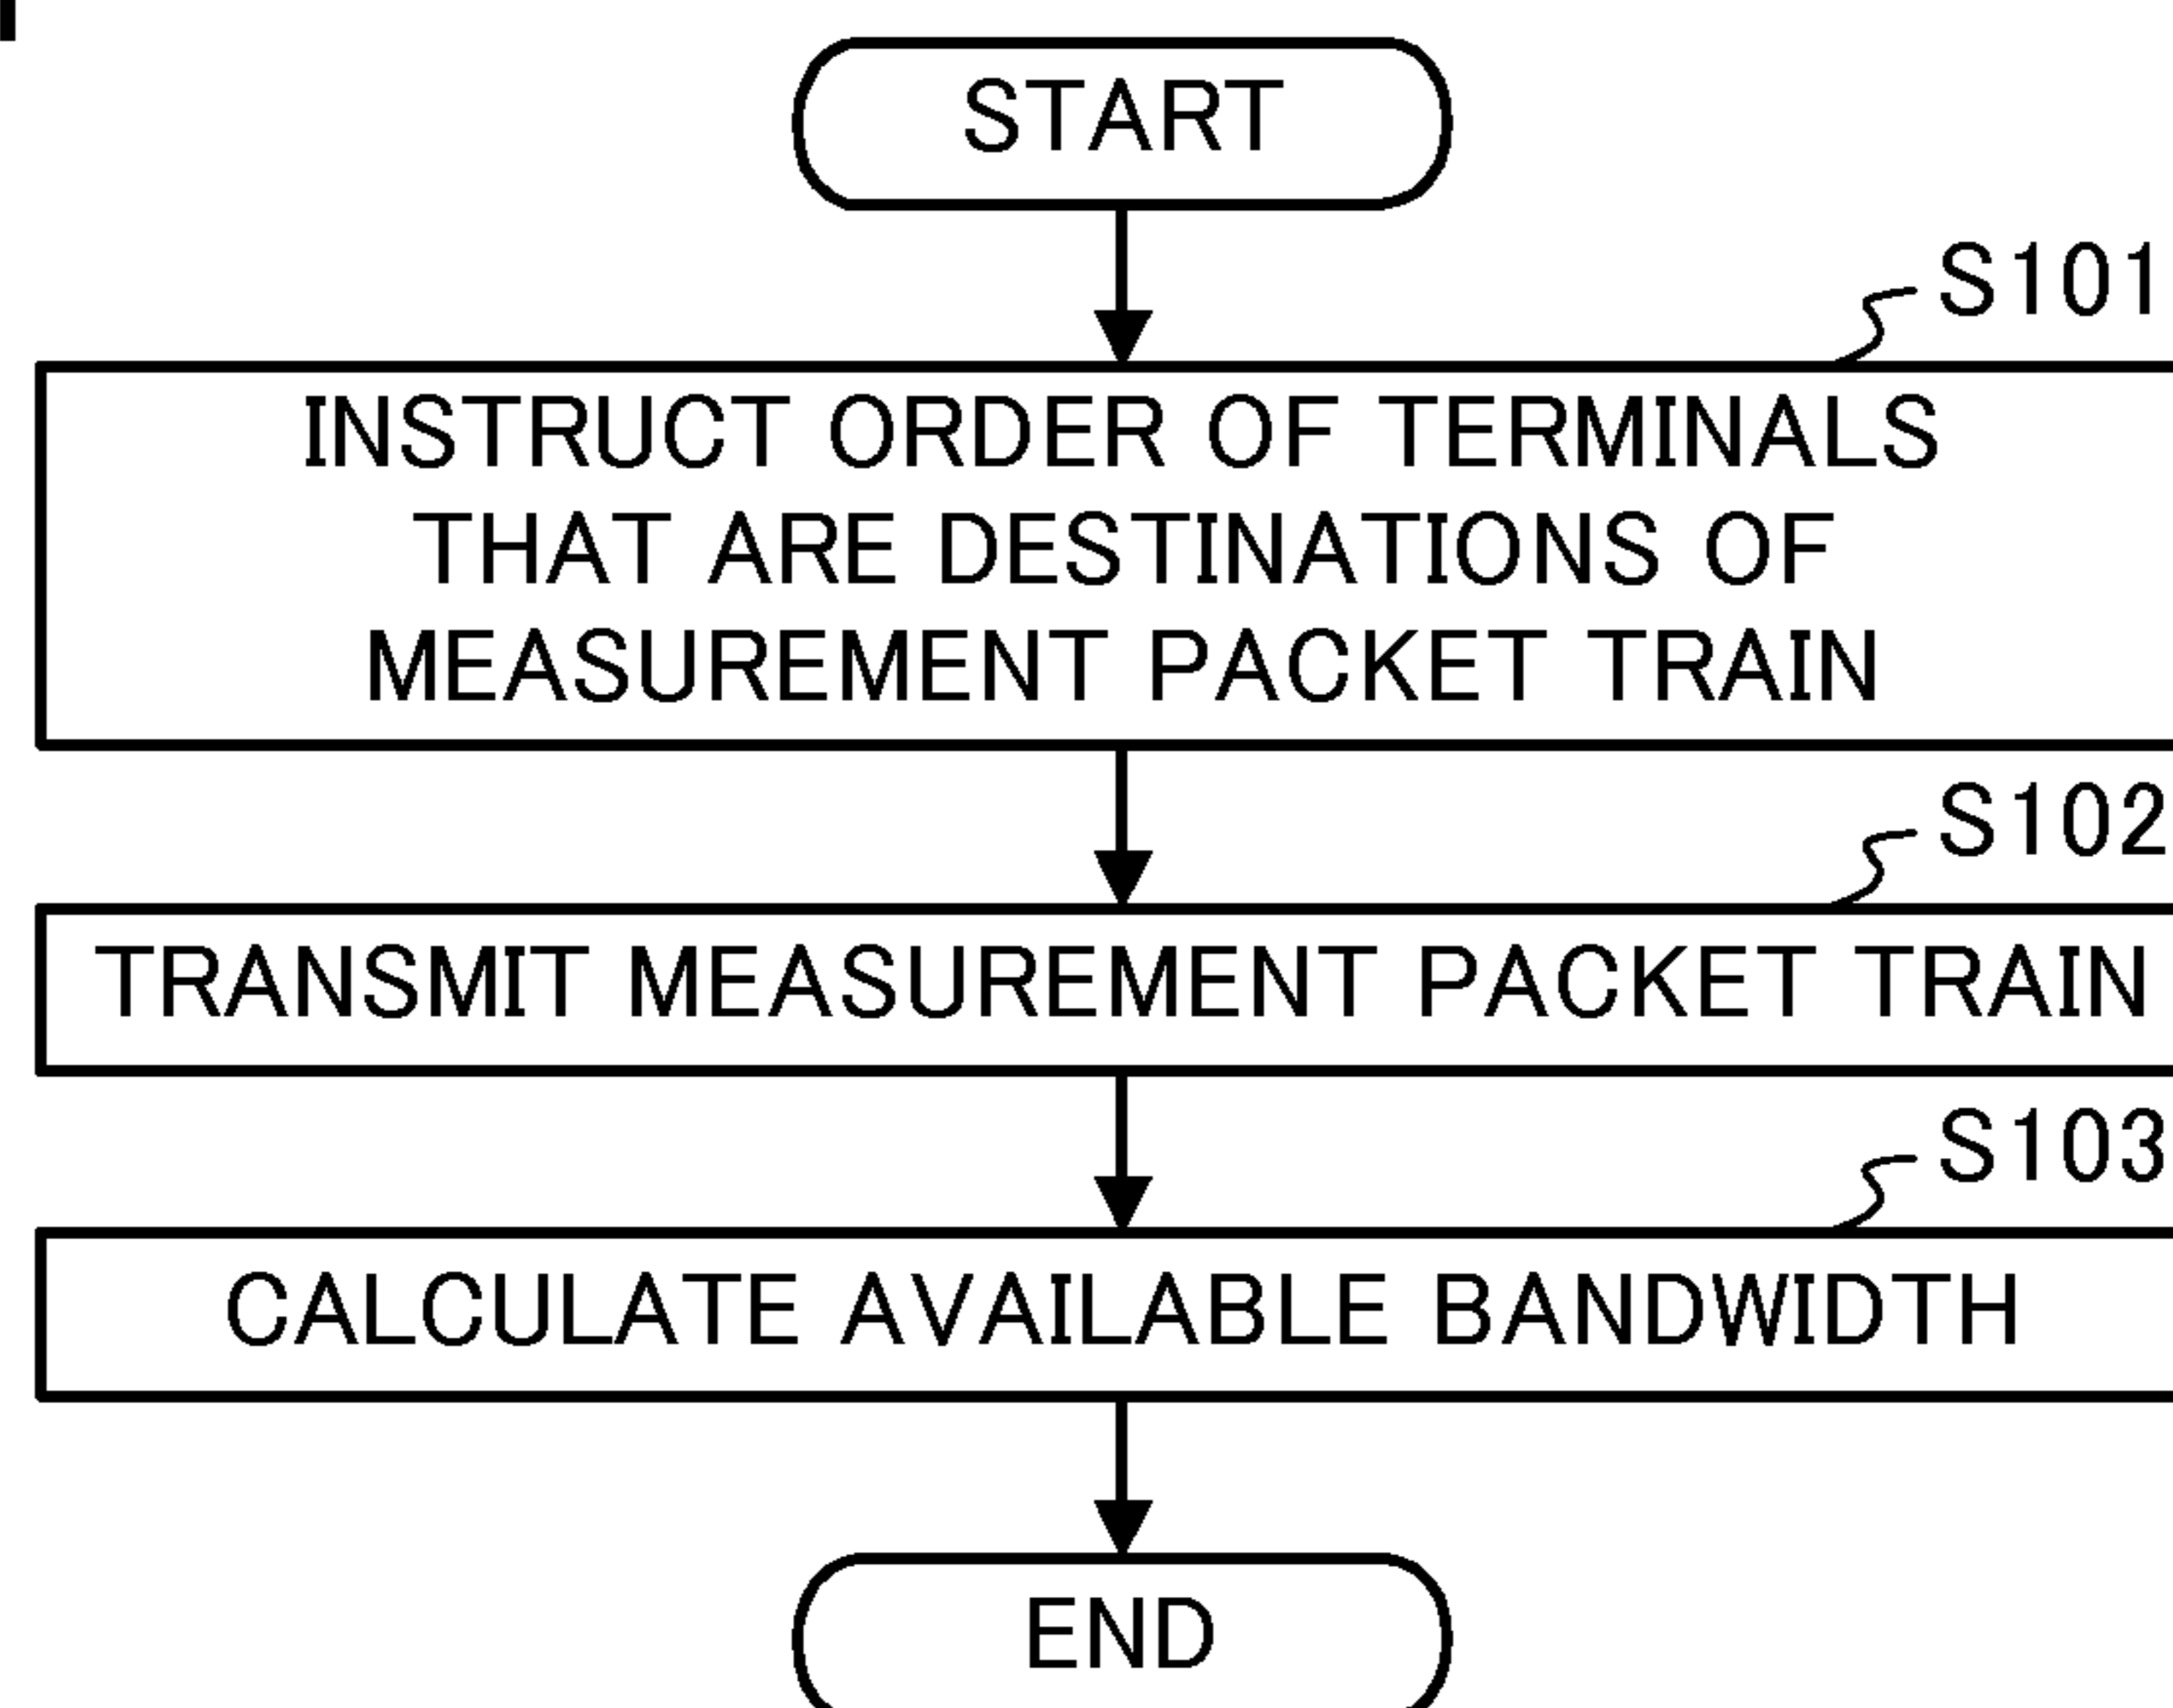 START
S101
INSTRUCT ORDER OF TERMINALS
THAT ARE DESTINATIONS OF
MEASUREMENT PACKET TRAIN
S102
TRANSMIT MEASUREMENT PACKET TRAIN
S103
CALCULATE AVAILABLE BANDWIDTH
END